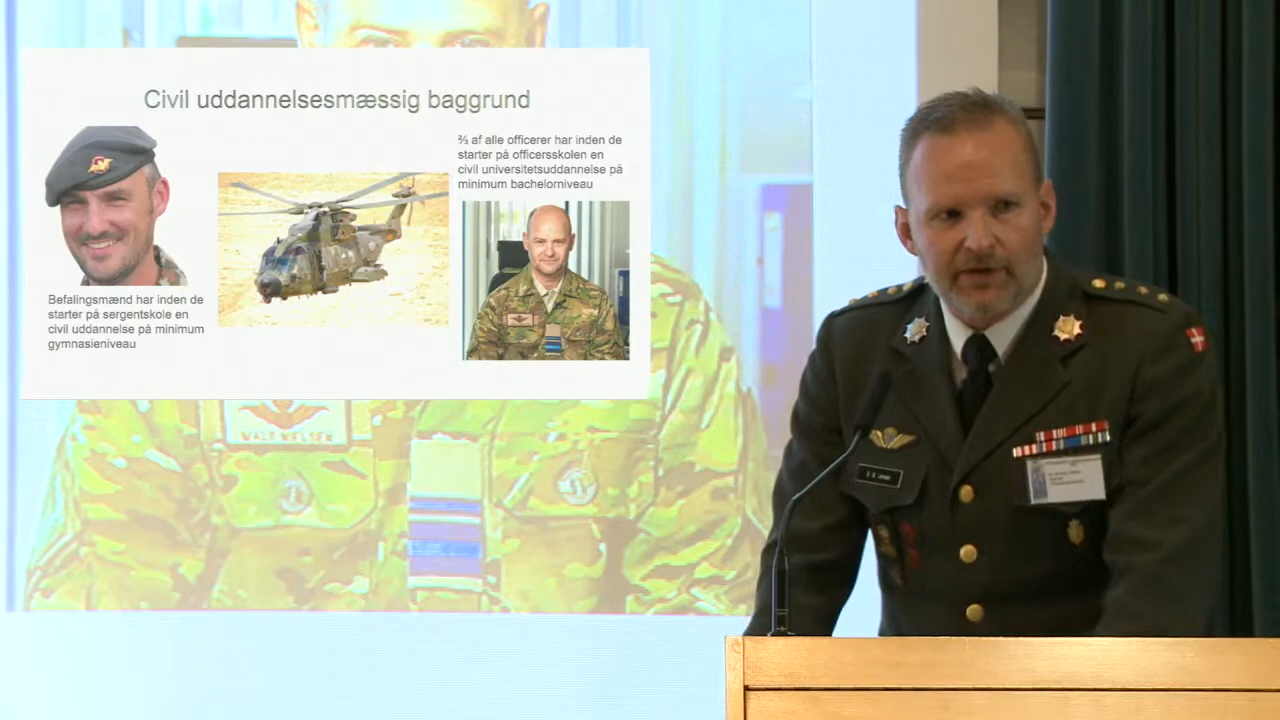 Civil uddannelsesmæssig baggrund
⅔ af alle officerer har inden de
starter på officersskolen en
civil universitetsuddannelse på
minimum bachelorniveau
Befalingsmænd har inden de
starter på sergentskole en
civil uddannelse på minimum
gymnasieniveau